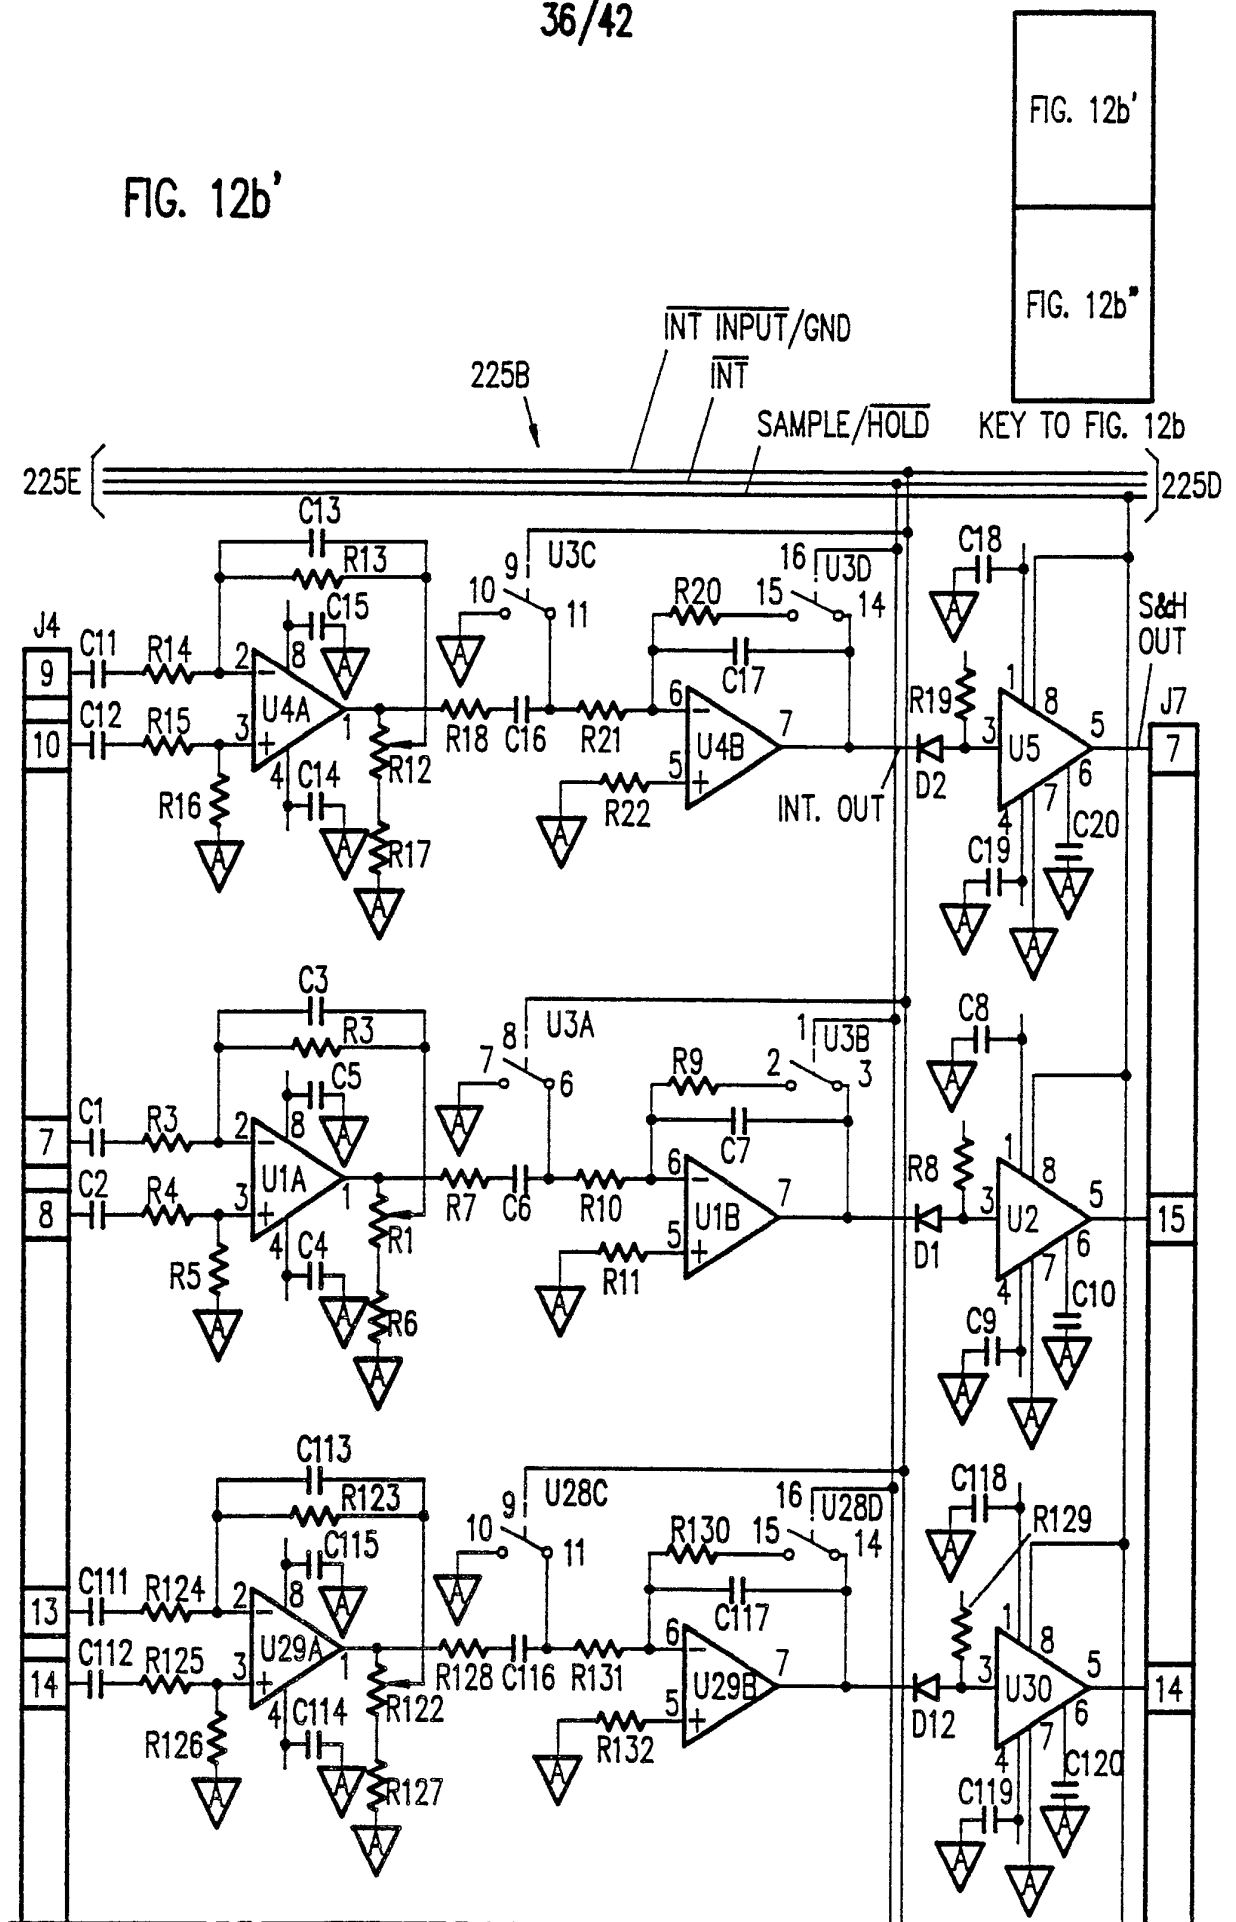 36/42
FIG. 12b'
FIG. 12b'
FIG. 12b"
KEY TO FIG. 12b
INT INPUT/GND
INT
SAMPLE/HOLD
225B
225E
225D
C13
R13
C15
U3C
9
10
11
16
U3D
R20
15
14
C17
C18
S&H OUT
J4
9
C11
R14
2
8
-
U4A
10
C12
R15
3
+
1
4
R16
C14
R12
R17
R18
C16
R21
6
-
U4B
7
5
+
R22
INT. OUT
R19
D2
1
8
3
U5
5
6
7
4
C19
C20
J7
7
A
A
A
A
A
A
A
A
A
A
C3
R3
C5
U3A
8
7
6
1
U3B
R9
2
3
C7
C8
7
C1
R3
2
8
-
U1A
8
C2
R4
3
+
1
4
R5
C4
R1
R6
R7
C6
R10
6
-
U1B
7
5
+
R11
R8
D1
1
8
3
U2
5
6
7
4
C9
C10
15
A
A
A
A
A
A
A
A
A
A
C113
R123
C115
U28C
9
10
11
16
U28D
R130
15
14
C117
C118
R129
13
C111
R124
2
8
-
U29A
14
C112
R125
3
+
1
4
R126
C114
R122
R127
R128
C116
R131
6
-
U29B
7
5
+
R132
D12
1
8
3
U30
5
6
7
4
C119
C120
14
A
A
A
A
A
A
A
A
A
A